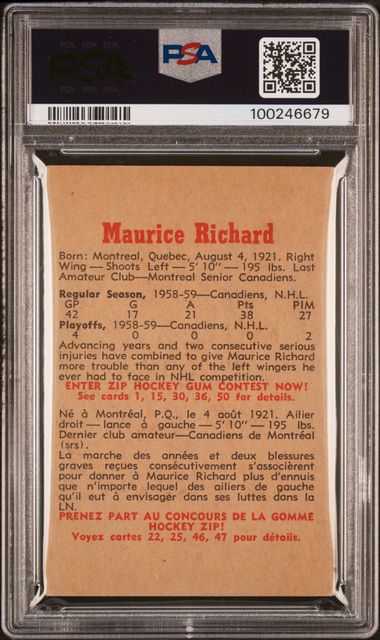 PSA PSA PSA
PSA
PSA
100246679
Maurice Richard
Born: Montreal, Quebec, August 4, 1921. Right
Wing — Shoots Left — 5' 10" — 195 lbs. Last
Amateur Club—Montreal Senior Canadiens.
Regular Season, 1958-59—Canadiens, N.H.L.
GP G A Pts PIM
42 17 21 38 27
Playoffs, 1958-59—Canadiens, N.H.L.
4 0 0 0 2
Advancing years and two consecutive serious
injuries have combined to give Maurice Richard
more trouble than any of the left wingers he
ever had to face in NHL competition.
ENTER ZIP HOCKEY GUM CONTEST NOW!
See cards 1, 15, 30, 36, 50 for details.
Né à Montréal, P.Q., le 4 août 1921. Ailier
droit — lance à gauche — 5' 10" — 195 lbs.
Dernier club amateur—Canadiens de Montréal
(srs).
La marche des années et deux blessures
graves reçues consécutivement s'associèrent
pour donner à Maurice Richard plus d'ennuis
que n'importe lequel des ailiers de gauche
qu'il eut à envisager dans ses luttes dans la
LN.
PRENEZ PART AU CONCOURS DE LA GOMME
HOCKEY ZIP!
Voyez cartes 22, 25, 46, 47 pour détails.